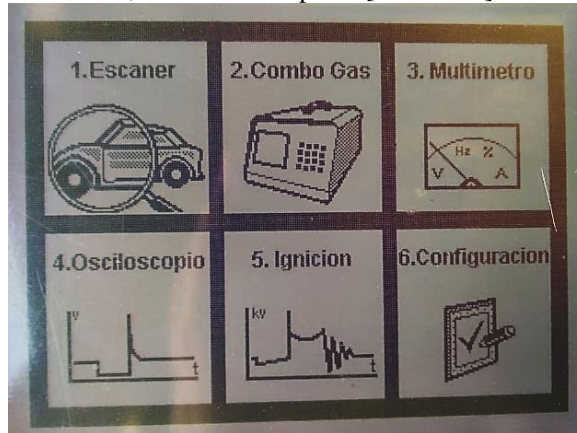 1.Escaner
2.Combo Gas
3. Multimetro
Hz %
V A
4.Osciloscopio
5. Ignicion
6.Configuracion
v
t
kv
t